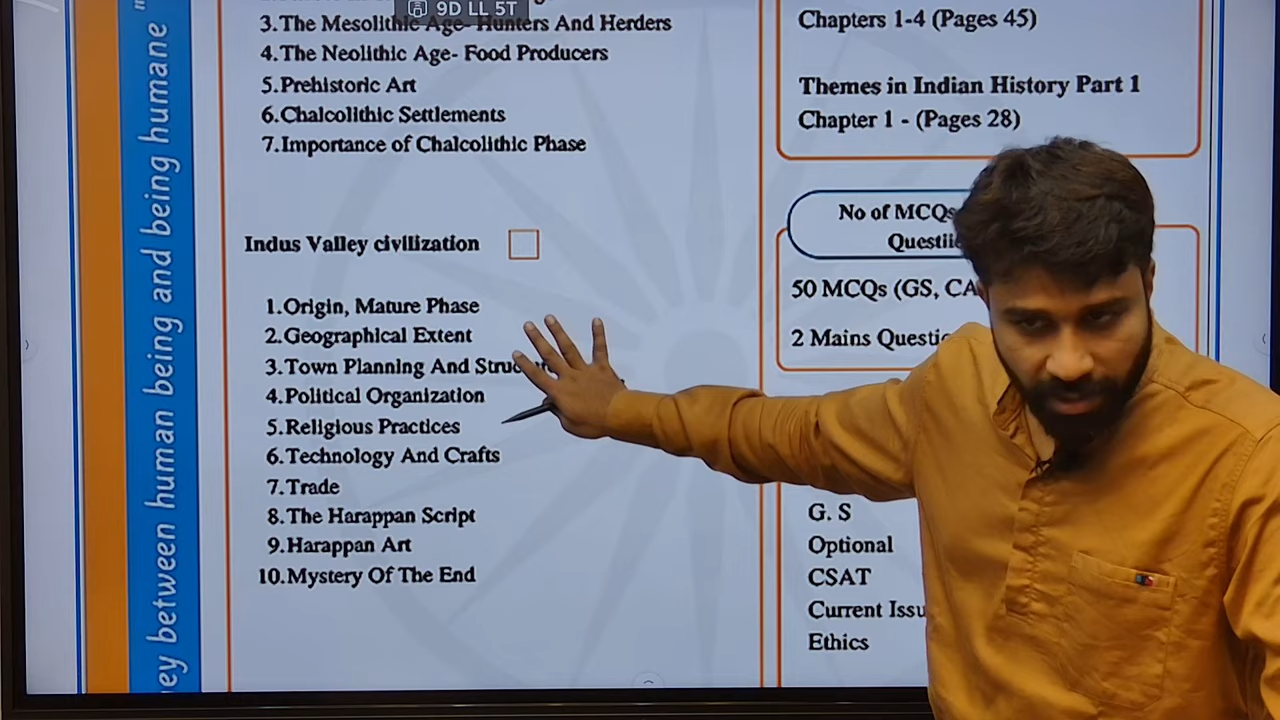 9D LL 5T
3.The Mesolithic Age- Hunters And Herders
4.The Neolithic Age- Food Producers
5.Prehistoric Art
6.Chalcolithic Settlements
7.Importance of Chalcolithic Phase
Indus Valley civilization
1.Origin, Mature Phase
2.Geographical Extent
3.Town Planning And
4.Political Organization
5.Religious Practices
6.Technology And Crafts
7.Trade
8.The Harappan Script
9.Harappan Art
10.Mystery Of The End
Chapters 1-4 (Pages 45)
Themes in Indian History Part 1
Chapter 1 - (Pages 28)
No of MCQs
50 MCQs (GS,
2 Mains
G. S
Optional
CSAT
Current
Ethics
between human being and being humane "